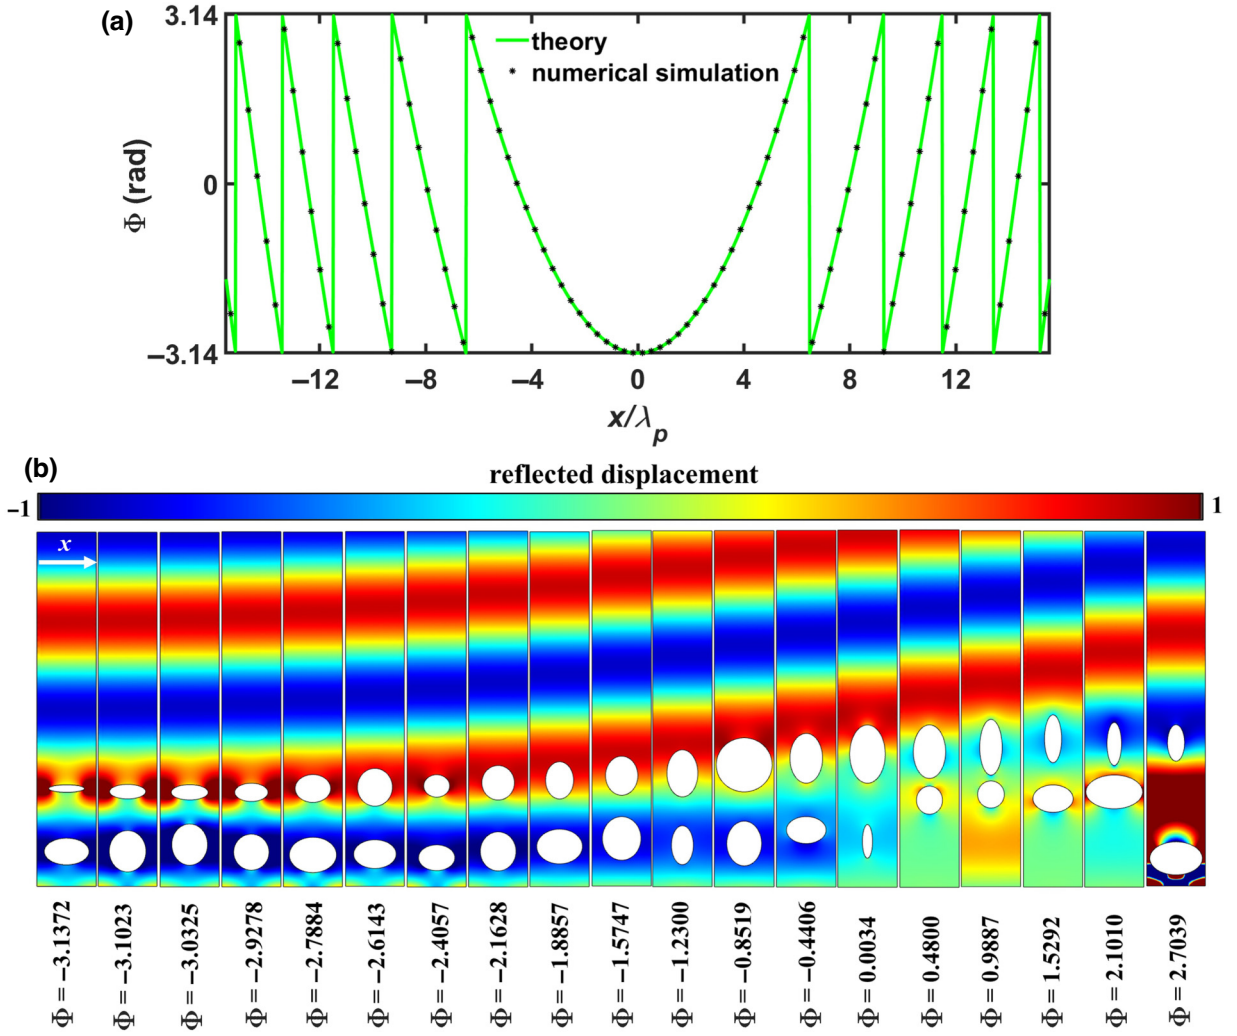 (a)
3.14
0
−3.14
Φ (rad)
theory
numerical simulation
−12 −8 −4 0 4 8 12
x/λp
(b)
reflected displacement
−1 1
x
Φ = −3.1372
Φ = −3.1023
Φ = −3.0325
Φ = −2.9278
Φ = −2.7884
Φ = −2.6143
Φ = −2.4057
Φ = −2.1628
Φ = −1.8857
Φ = −1.5747
Φ = −1.2300
Φ = −0.8519
Φ = −0.4406
Φ = 0.0034
Φ = 0.4800
Φ = 0.9887
Φ = 1.5292
Φ = 2.1010
Φ = 2.7039